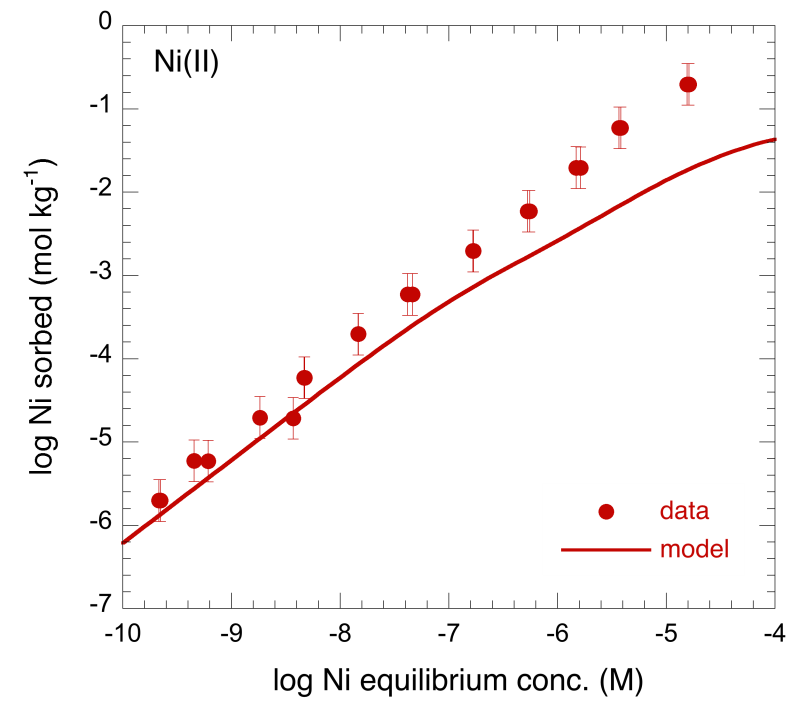 Ni(II)
0
-1
-2
-3
-4
-5
-6
-7
log Ni sorbed (mol kg⁻¹)
data
model
-10 -9 -8 -7 -6 -5 -4
log Ni equilibrium conc. (M)